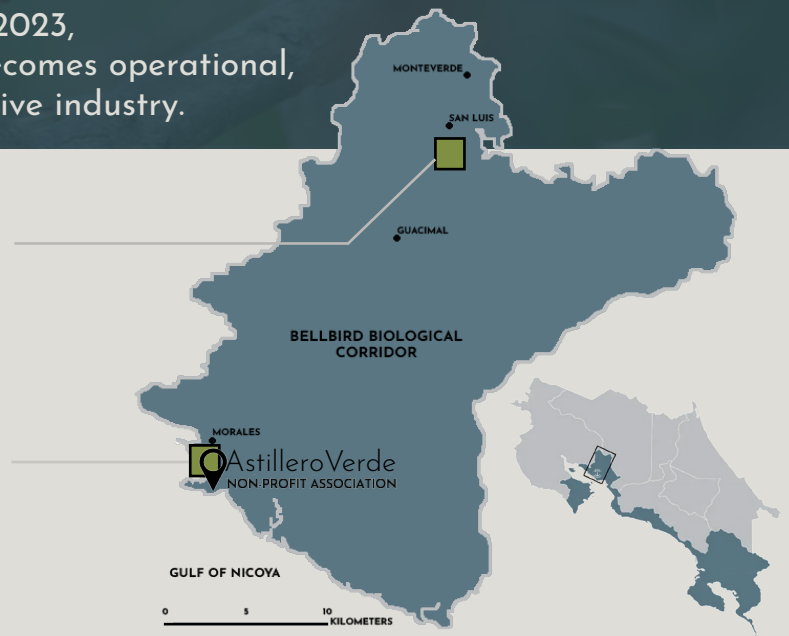 2023,
comes operational,
ive industry.
MONTEVERDE
SAN LUIS
GUACIMAL
BELLBIRD BIOLOGICAL
CORRIDOR
MORALES
AstilleroVerde
NON-PROFIT ASSOCIATION
GULF OF NICOYA
0 5 10
KILOMETERS